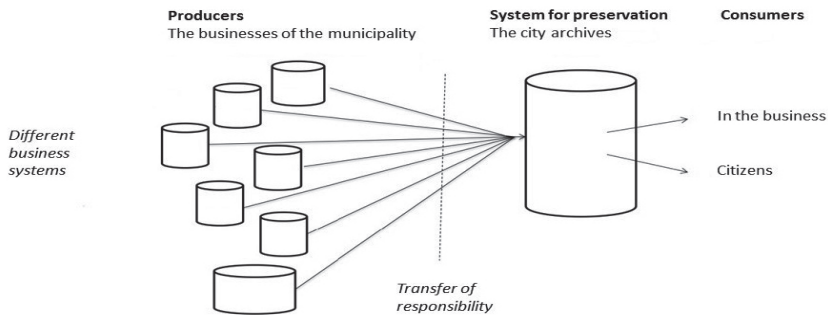 Producers
The businesses of the municipality
System for preservation
The city archives
Consumers
Different
business
systems
In the business
Citizens
Transfer of
responsibility